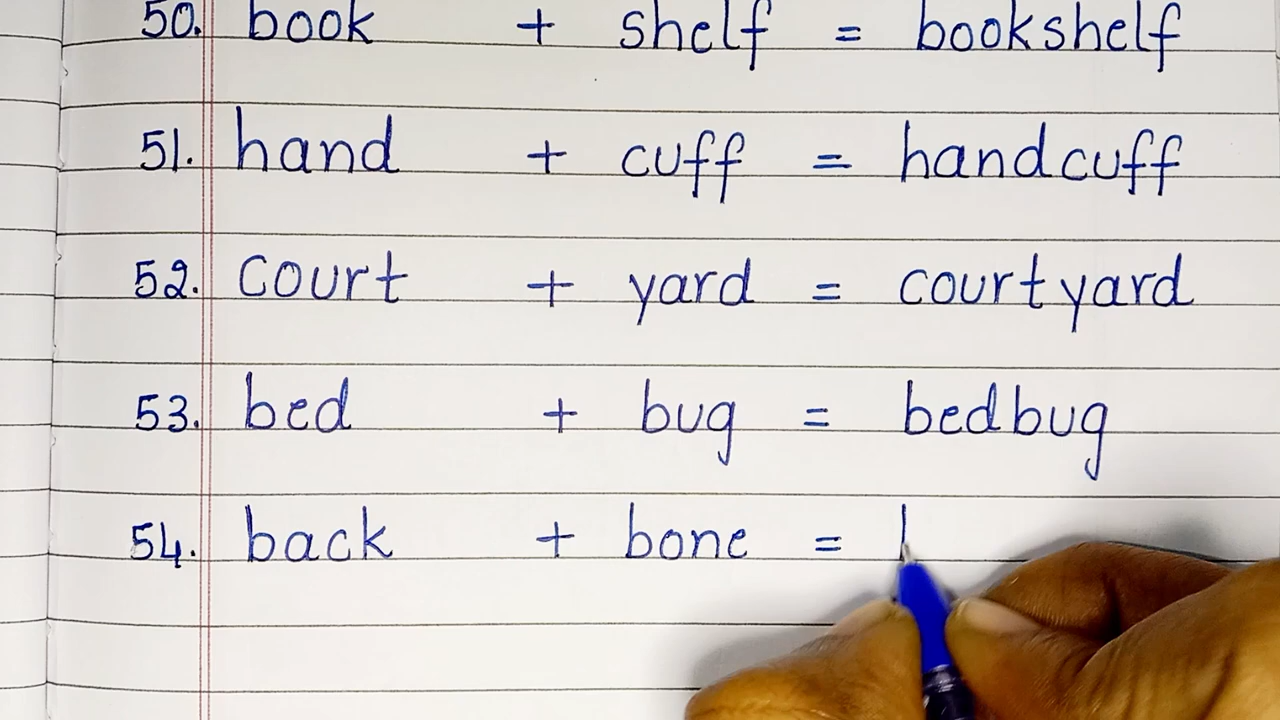 50. book + shelf = bookshelf
51. hand + cuff = handcuff
52. court + yard = courtyard
53. bed + bug = bedbug
54. back + bone =